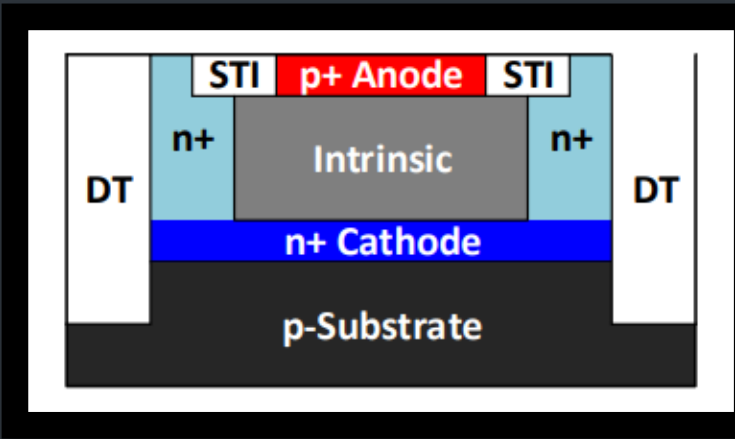 STI p+ Anode STI
n+ Intrinsic n+
DT DT
n+ Cathode
p-Substrate